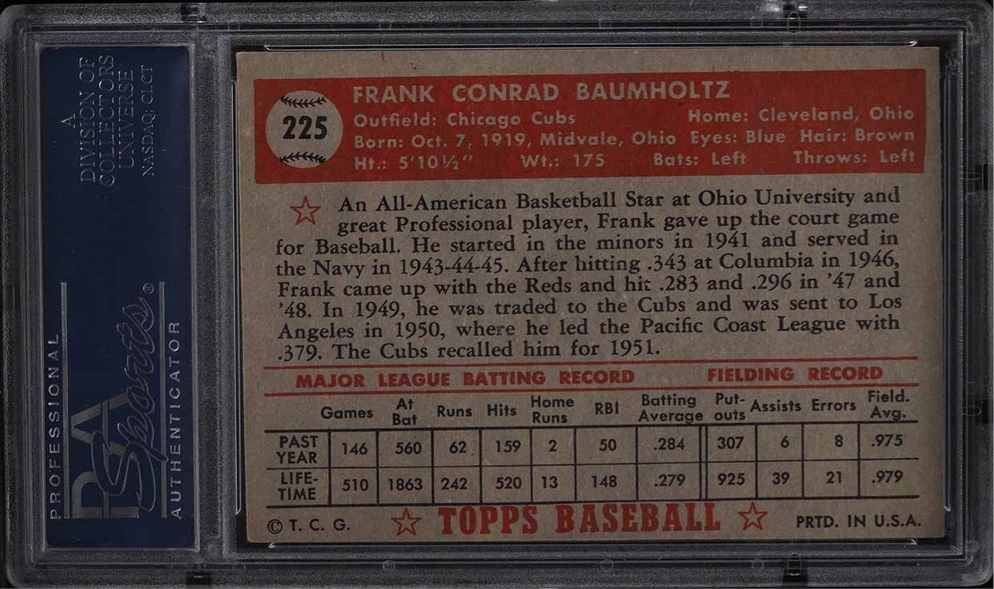 A
DIVISION OF
COLLECTORS
UNIVERSE
NASDAQ: CLCT
PROFESSIONAL
PSA
Sports®
AUTHENTICATOR
225
FRANK CONRAD BAUMHOLTZ
Outfield: Chicago Cubs Home: Cleveland, Ohio
Born: Oct. 7, 1919, Midvale, Ohio Eyes: Blue Hair: Brown
Ht.: 5'10½" Wt.: 175 Bats: Left Throws: Left
An All-American Basketball Star at Ohio University and
great Professional player, Frank gave up the court game
for Baseball. He started in the minors in 1941 and served in
the Navy in 1943-44-45. After hitting .343 at Columbia in 1946,
Frank came up with the Reds and hit .283 and .296 in '47 and
'48. In 1949, he was traded to the Cubs and was sent to Los
Angeles in 1950, where he led the Pacific Coast League with
.379. The Cubs recalled him for 1951.
MAJOR LEAGUE BATTING RECORD FIELDING RECORD
Games At Bat Runs Hits Home Runs RBI Batting Average Put-outs Assists Errors Field. Avg.
PAST YEAR 146 560 62 159 2 50 .284 307 6 8 .975
LIFE-TIME 510 1863 242 520 13 148 .279 925 39 21 .979
© T. C. G. ☆ TOPPS BASEBALL ☆ PRTD. IN U.S.A.